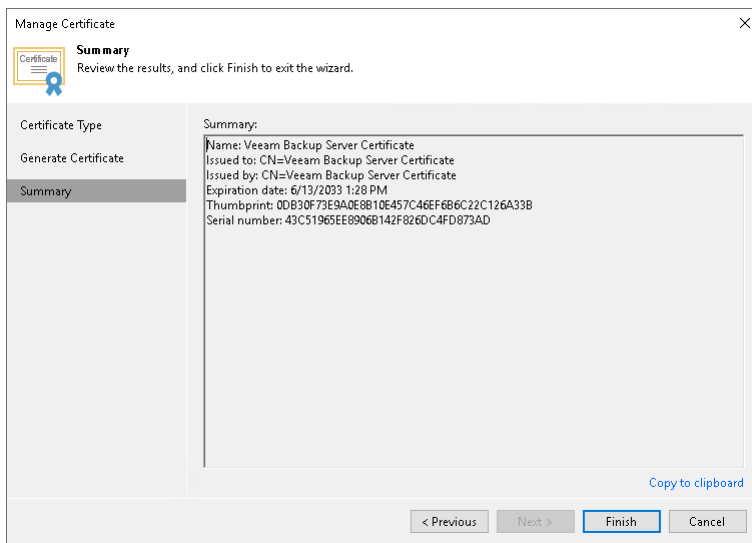 Manage Certificate
Certificate
Summary
Review the results, and click Finish to exit the wizard.
Certificate Type
Generate Certificate
Summary
Summary:
Name: Veeam Backup Server Certificate
Issued to: CN=Veeam Backup Server Certificate
Issued by: CN=Veeam Backup Server Certificate
Expiration date: 6/13/2033 1:28 PM
Thumbprint: 0DB30F73E9A0E8B10E457C46EF6B6C22C126A33B
Serial number: 43C51965EE8906B142F826DC4FD873AD
Copy to clipboard
< Previous
Next >
Finish
Cancel